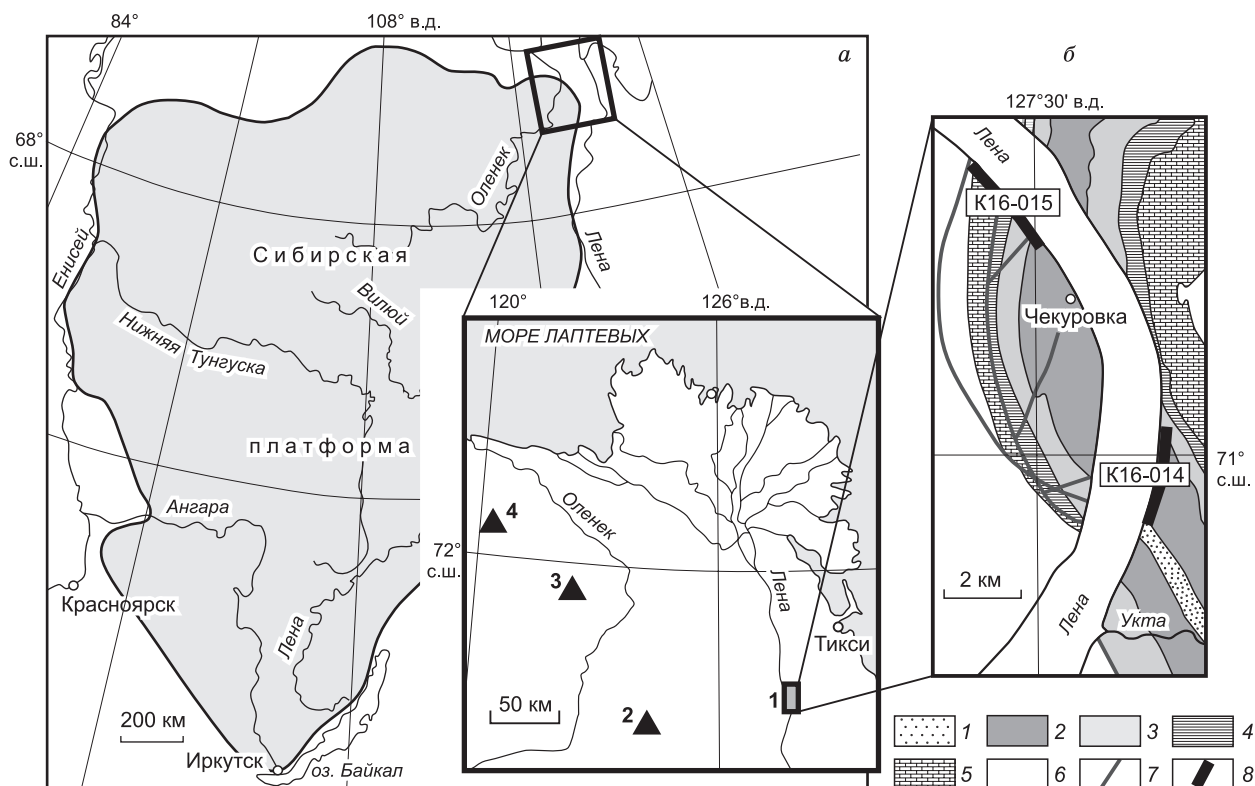 84°
108° в.д.
а
б
127°30' в.д.
68°
с.ш.
Енисей
Оленек
Лена
Сибирская
Вилюй
Нижняя Тунгуска
платформа
Ангара
Красноярск
Лена
200 км
Иркутск
оз. Байкал
120°
126°в.д.
МОРЕ ЛАПТЕВЫХ
Оленек
4
72°
с.ш.
3
Лена
Тикси
50 км
2
1
Лена
К16-015
Чекуровка
К16-014
71°
с.ш.
2 км
Лена
Укта
1
2
3
4
5
6
7
8